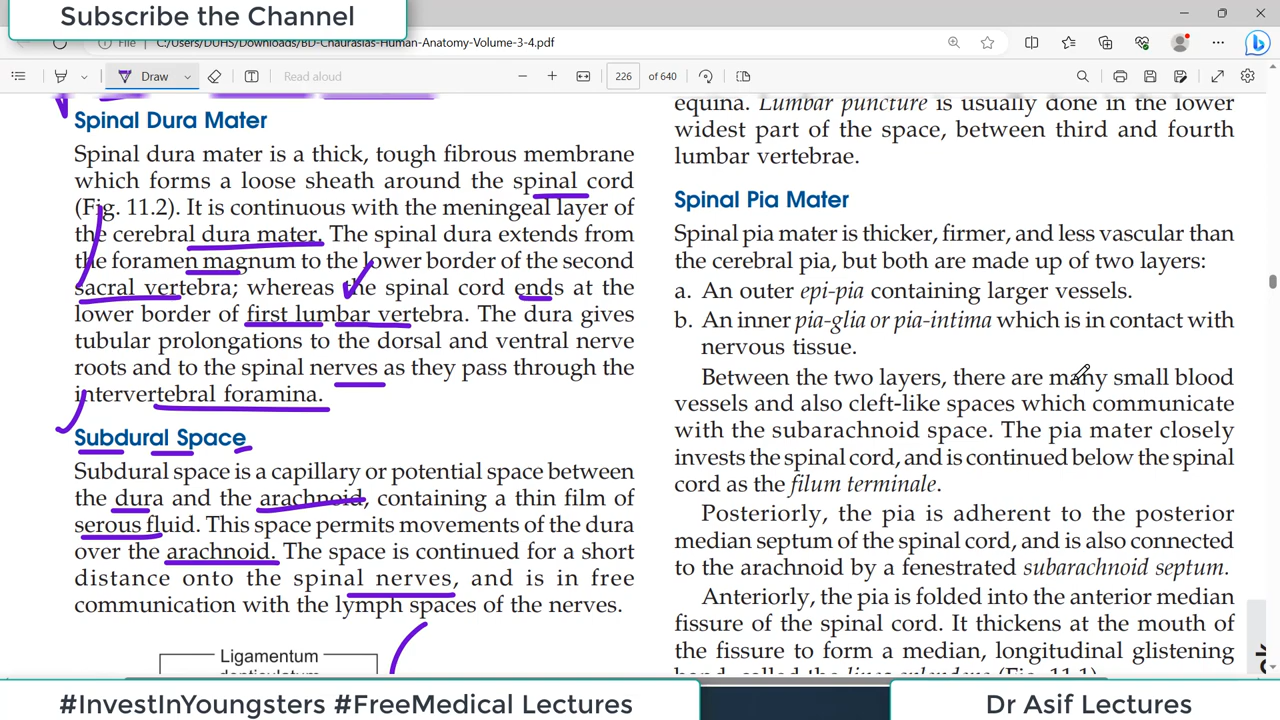 Subscribe the Channel
File
C:/Users/DUHS/Downloads/BD-Chaurasias-Human-Anatomy-Volume-3-4.pdf
Draw
Read aloud
226 of 640
Spinal Dura Mater
Spinal dura mater is a thick, tough fibrous membrane
which forms a loose sheath around the spinal cord
(Fig. 11.2). It is continuous with the meningeal layer of
the cerebral dura mater. The spinal dura extends from
the foramen magnum to the lower border of the second
sacral vertebra; whereas the spinal cord ends at the
lower border of first lumbar vertebra. The dura gives
tubular prolongations to the dorsal and ventral nerve
roots and to the spinal nerves as they pass through the
intervertebral foramina.
Subdural Space
Subdural space is a capillary or potential space between
the dura and the arachnoid, containing a thin film of
serous fluid. This space permits movements of the dura
over the arachnoid. The space is continued for a short
distance onto the spinal nerves, and is in free
communication with the lymph spaces of the nerves.
Ligamentum
denticulatum
equina. Lumbar puncture is usually done in the lower
widest part of the space, between third and fourth
lumbar vertebrae.
Spinal Pia Mater
Spinal pia mater is thicker, firmer, and less vascular than
the cerebral pia, but both are made up of two layers:
a. An outer epi-pia containing larger vessels.
b. An inner pia-glia or pia-intima which is in contact with
nervous tissue.
Between the two layers, there are many small blood
vessels and also cleft-like spaces which communicate
with the subarachnoid space. The pia mater closely
invests the spinal cord, and is continued below the spinal
cord as the filum terminale.
Posteriorly, the pia is adherent to the posterior
median septum of the spinal cord, and is also connected
to the arachnoid by a fenestrated subarachnoid septum.
Anteriorly, the pia is folded into the anterior median
fissure of the spinal cord. It thickens at the mouth of
the fissure to form a median, longitudinal glistening
band, called the linea splendens (Fig. 11.1).
#InvestInYoungsters #FreeMedical Lectures
Dr Asif Lectures